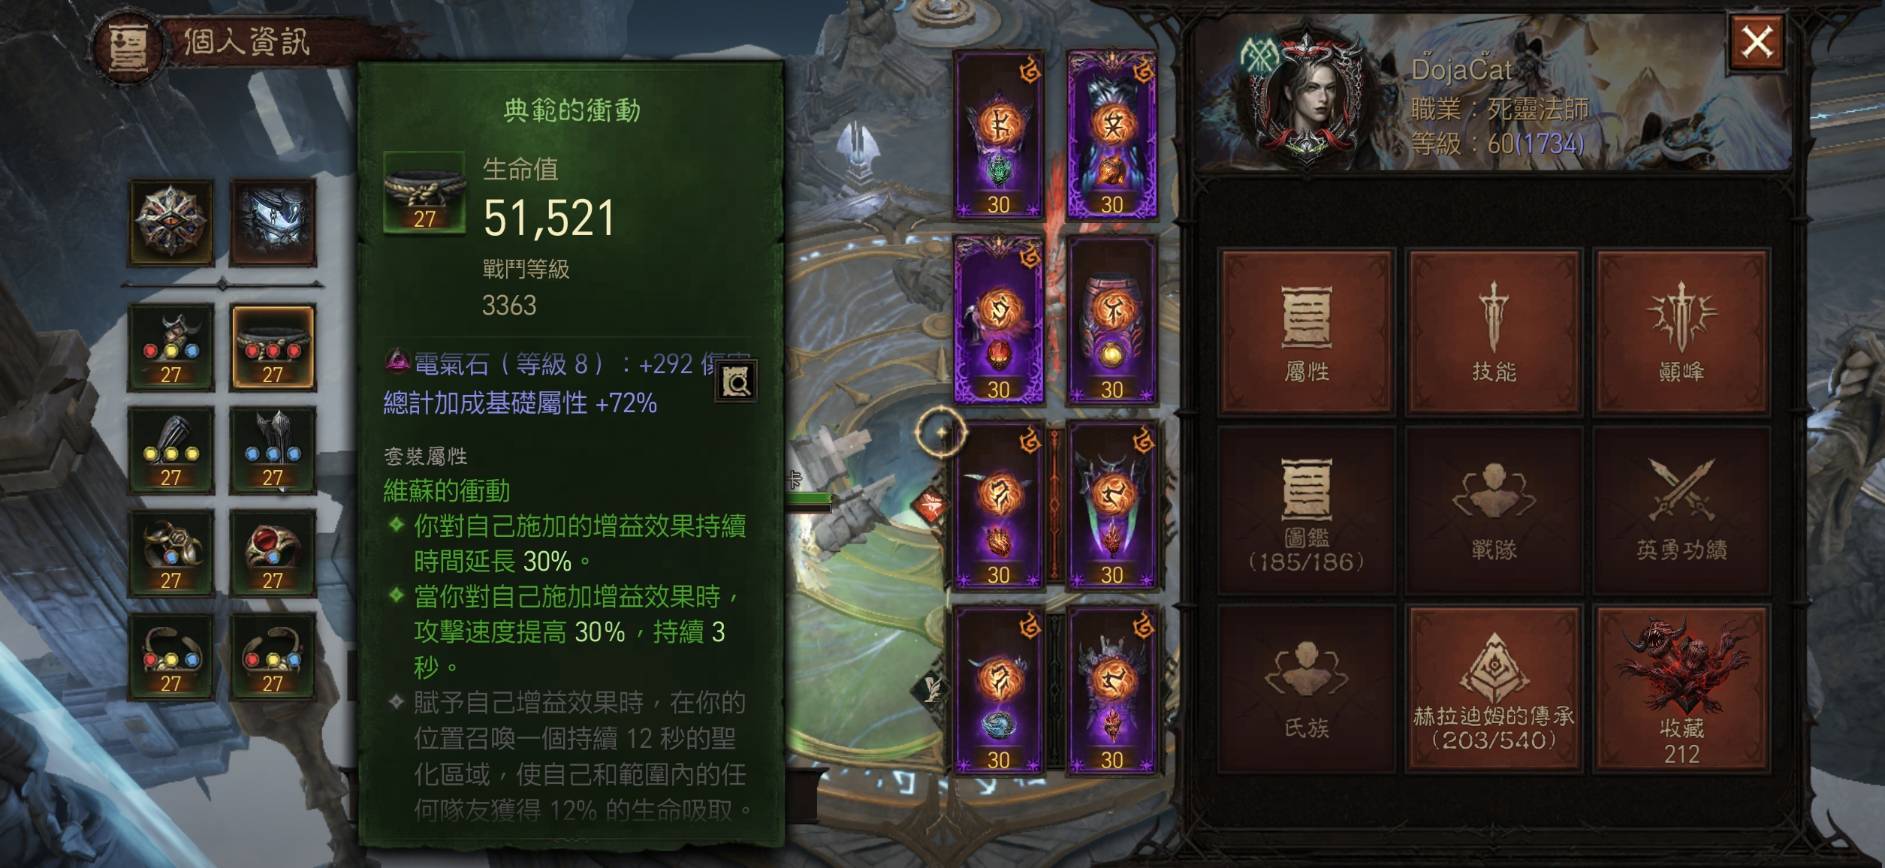 個人資訊
27
27
27
27
27
27
27
27
典範的衝動
27
生命值
51,521
戰鬥等級
3363
電氣石（等級 8）：+292
總計加成基礎屬性 +72%
套裝屬性
維蘇的衝動
你對自己施加的增益效果持續
時間延長 30%。
當你對自己施加增益效果時，
攻擊速度提高 30%，持續 3
秒。
賦予自己增益效果時，在你的
位置召喚一個持續 12 秒的聖
化區域，使自己和範圍內的任
何隊友獲得 12% 的生命吸取。
卡
30
30
30
30
30
30
30
30
DojaCat
職業：死靈法師
等級：60(1734)
屬性
技能
巔峰
圖鑑
(185/186)
戰隊
英勇功績
氏族
赫拉迪姆的傳承
(203/540)
收藏
212